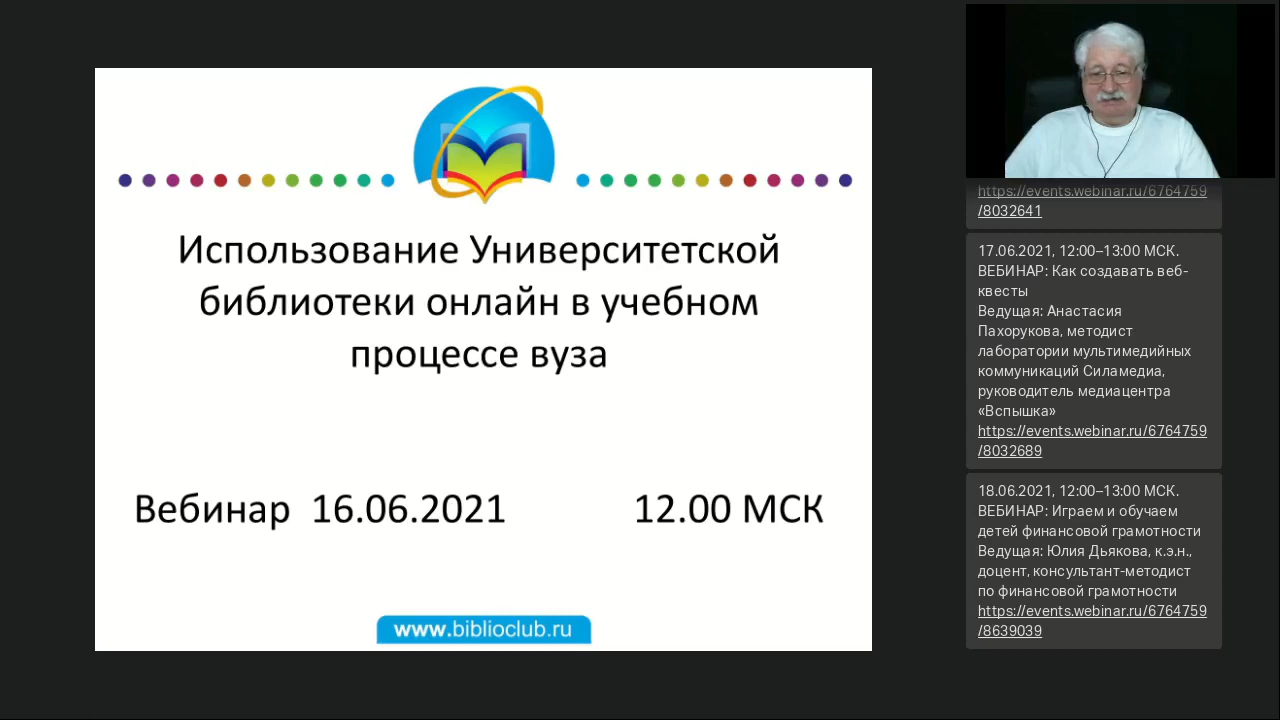 Использование Университетской
библиотеки онлайн в учебном
процессе вуза
Вебинар 16.06.2021 12.00 МСК
www.biblioclub.ru
https://events.webinar.ru/6764759
/8032641
17.06.2021, 12:00–13:00 МСК.
ВЕБИНАР: Как создавать веб-
квесты
Ведущая: Анастасия
Пахорукова, методист
лаборатории мультимедийных
коммуникаций Силамедиа,
руководитель медиацентра
«Вспышка»
https://events.webinar.ru/6764759
/8032689
18.06.2021, 12:00–13:00 МСК.
ВЕБИНАР: Играем и обучаем
детей финансовой грамотности
Ведущая: Юлия Дьякова, к.э.н.,
доцент, консультант-методист
по финансовой грамотности
https://events.webinar.ru/6764759
/8639039